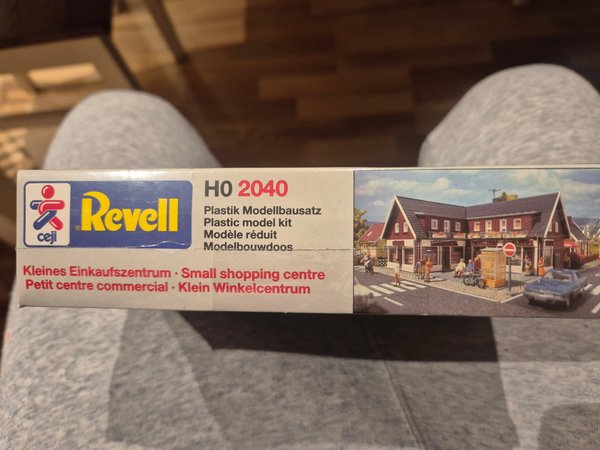 ceji
Revell
H0 2040
Plastik Modellbausatz
Plastic model kit
Modèle réduit
Modelbouwdoos
Kleines Einkaufszentrum · Small shopping centre
Petit centre commercial · Klein Winkelcentrum